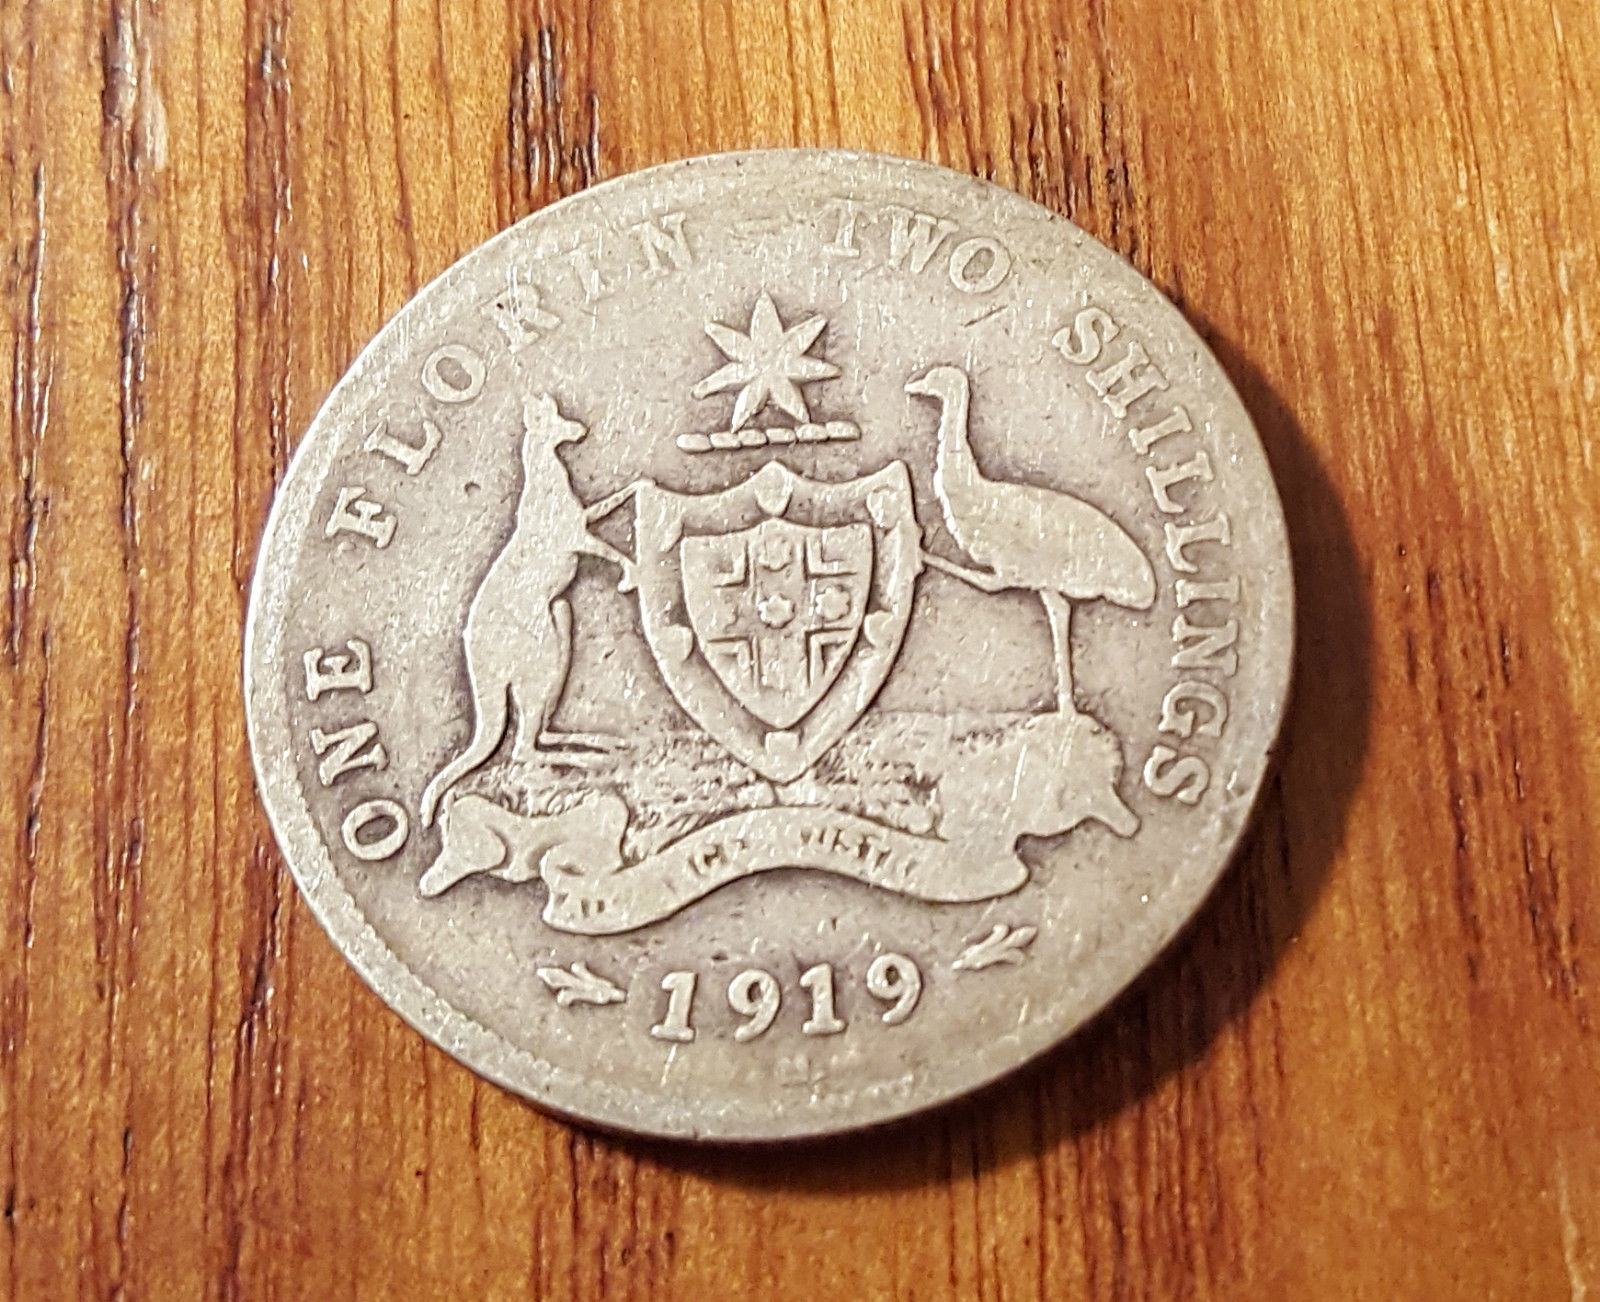 ONE FLORIN TWO SHILLINGS
1919